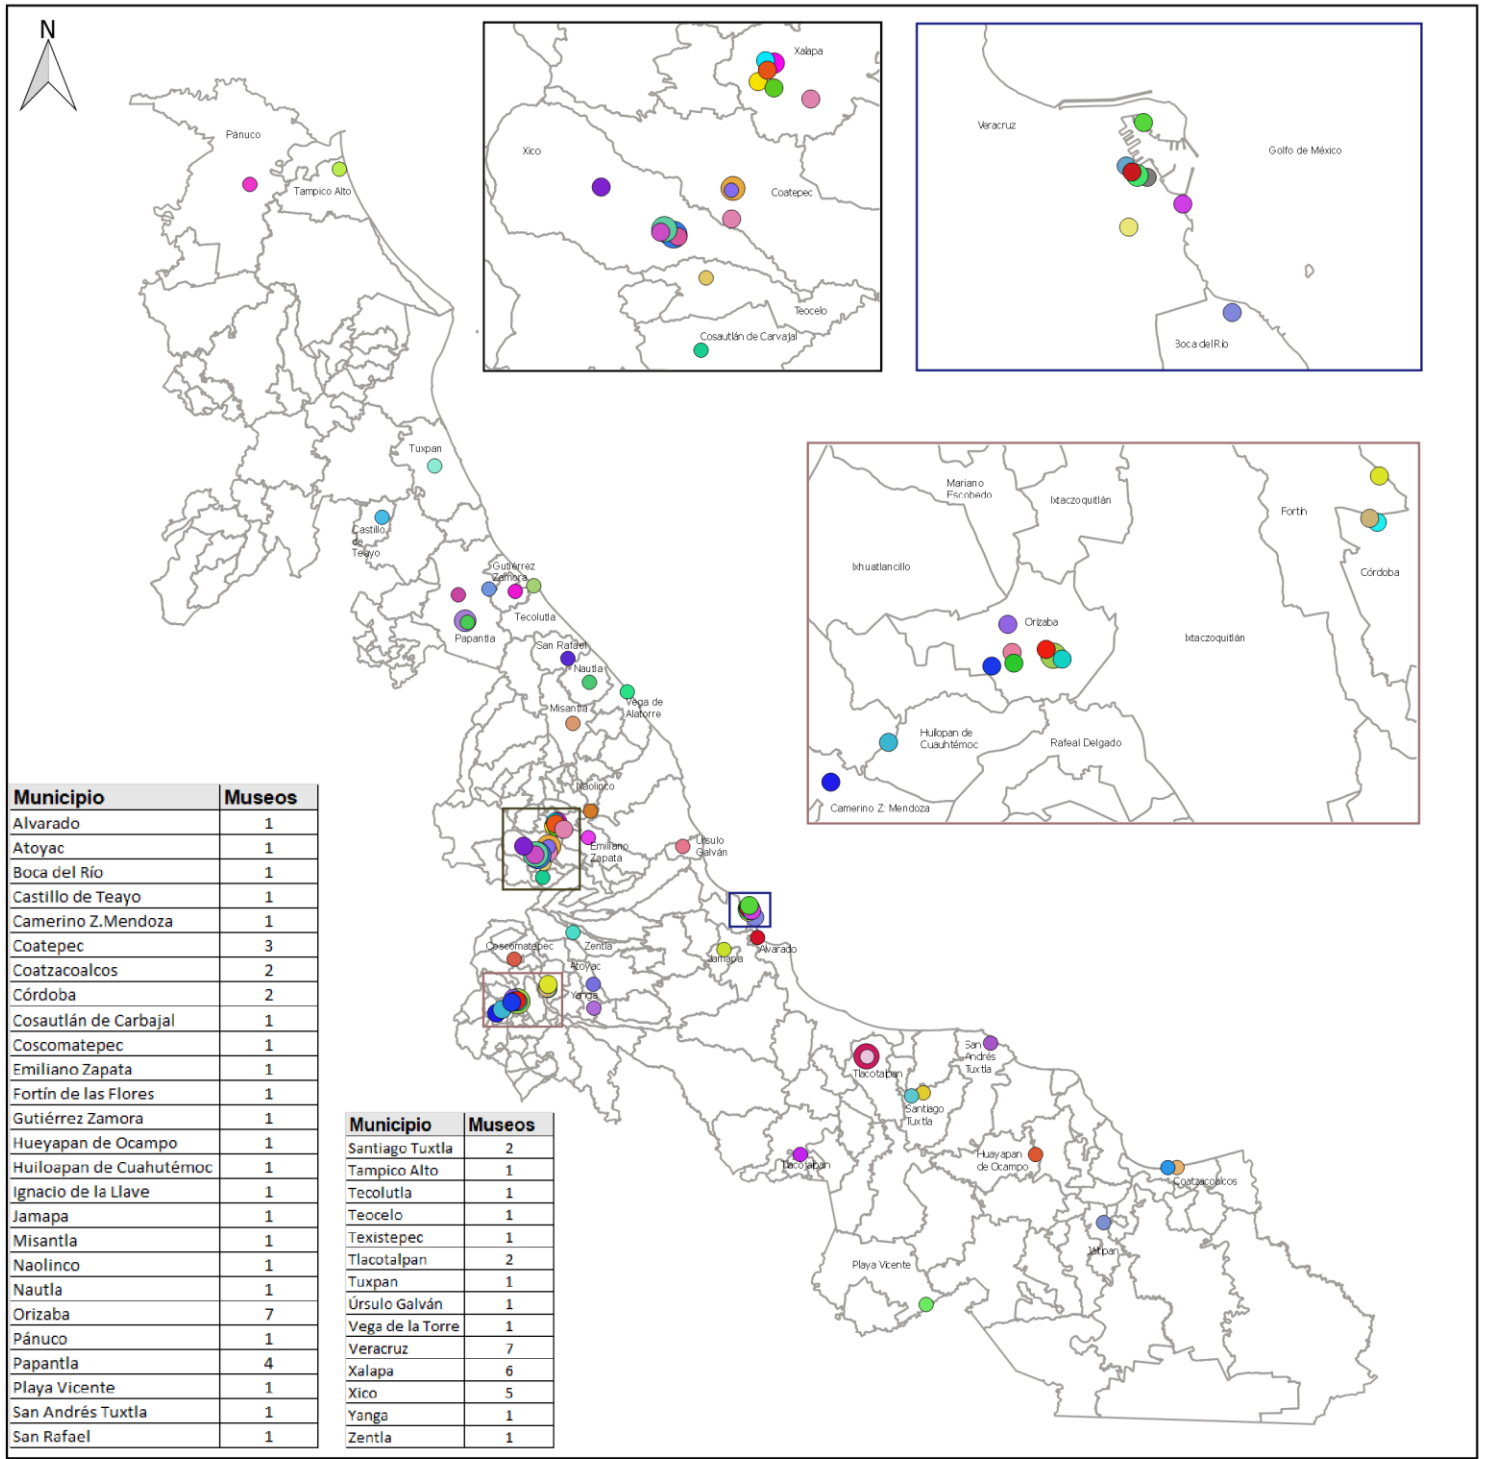 N
Pánuco
Tampico Alto
Xalapa
Xico
Coatepec
Teocelo
Cosautlán de Carvajal
Veracruz
Golfo de México
Boca del Río
Tuxpan
Castillo
de
Teayo
Gutiérrez
Zamora
Tecolutla
Papantla
San Rafael
Nautla
Vega de
Alatorre
Misantla
Mariano
Escobedo
Ixtaczoquitlán
Fortín
Ixhuatlancillo
Córdoba
Orizaba
Ixtaczoquitlán
Huilopan de
Cuauhtémoc
Rafeal Delgado
Camerino Z: Mendoza
Naolinco
Emiliano
Zapata
Úrsulo
Galván
Coscomatepec
Zentla
Atoyac
Yanga
Jamapa
Alvarado
Tlacotalpan
San
Andrés
Tuxtla
Santiago
Tuxtla
Tlacotalpan
Huayapan
de Ocampo
Coatzacoalcos
Jáltipan
Playa Vicente
Municipio Museos
Alvarado 1
Atoyac 1
Boca del Río 1
Castillo de Teayo 1
Camerino Z.Mendoza 1
Coatepec 3
Coatzacoalcos 2
Córdoba 2
Cosautlán de Carbajal 1
Coscomatepec 1
Emiliano Zapata 1
Fortín de las Flores 1
Gutiérrez Zamora 1
Hueyapan de Ocampo 1
Huiloapan de Cuahutémoc 1
Ignacio de la Llave 1
Jamapa 1
Misantla 1
Naolinco 1
Nautla 1
Orizaba 7
Pánuco 1
Papantla 4
Playa Vicente 1
San Andrés Tuxtla 1
San Rafael 1
Municipio Museos
Santiago Tuxtla 2
Tampico Alto 1
Tecolutla 1
Teocelo 1
Texistepec 1
Tlacotalpan 2
Tuxpan 1
Úrsulo Galván 1
Vega de la Torre 1
Veracruz 7
Xalapa 6
Xico 5
Yanga 1
Zentla 1